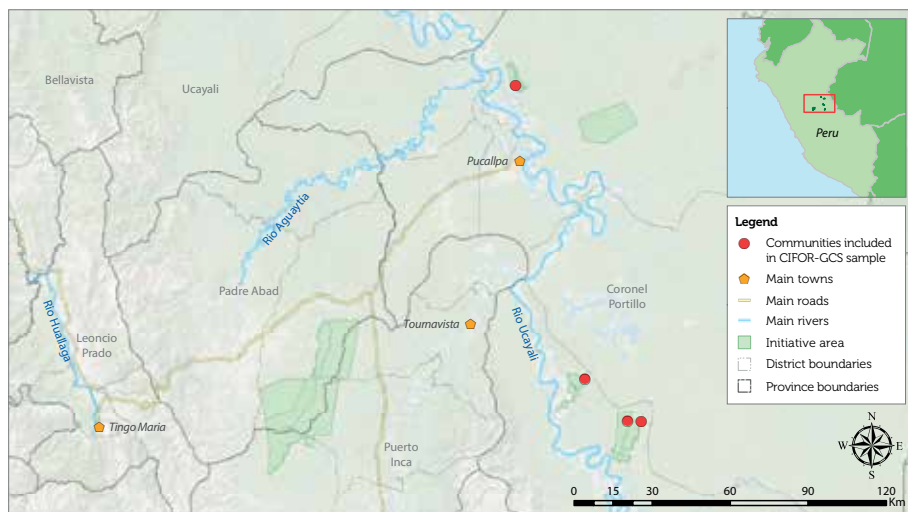 Bellavista
Ucayali
Pucallpa
Rio Aguaytía
Padre Abad
Rio Huallaga
Leoncio
Prado
Tournavista
Rio Ucayali
Coronel
Portillo
Tingo Maria
Puerto
Inca
Peru
Legend
Communities included
in CIFOR-GCS sample
Main towns
Main roads
Main rivers
Initiative area
District boundaries
Province boundaries
N
W
E
S
0 15 30 60 90 120
Km